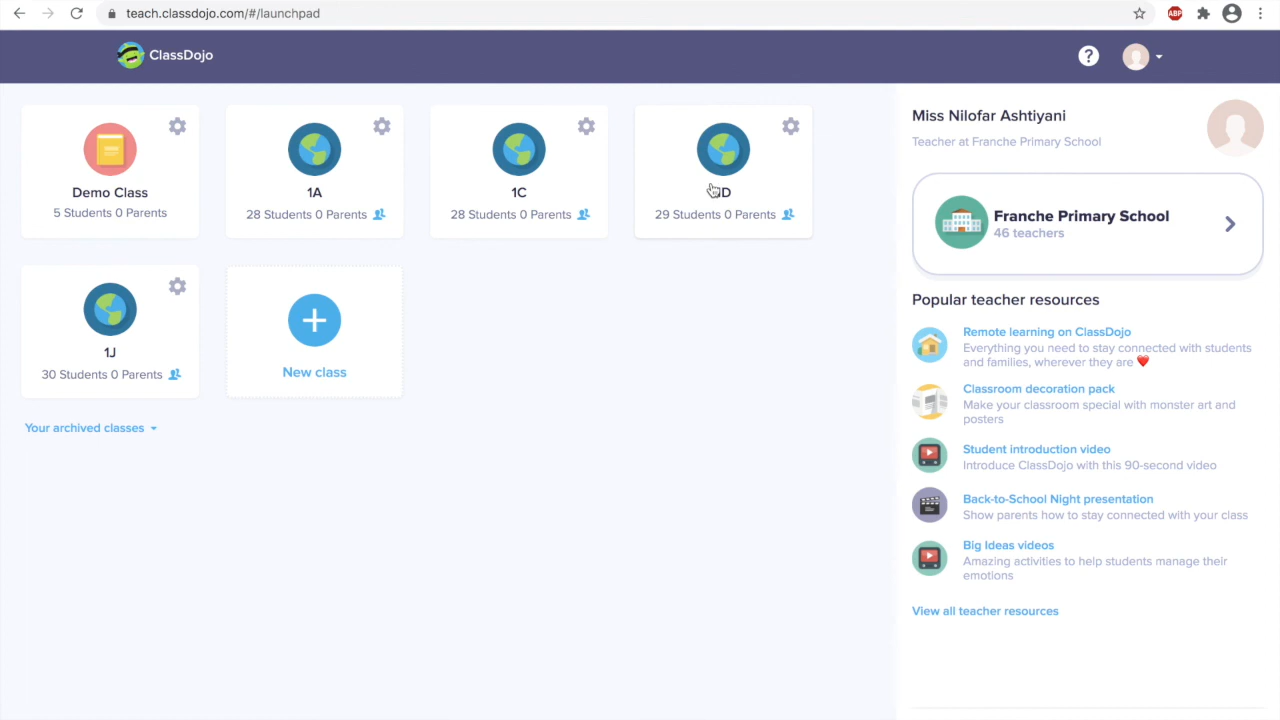 teach.classdojo.com/#/launchpad
ABP
ClassDojo
?
Demo Class
5 Students 0 Parents
1A
28 Students 0 Parents
1C
28 Students 0 Parents
D
29 Students 0 Parents
1J
30 Students 0 Parents
New class
Your archived classes
Miss Nilofar Ashtiyani
Teacher at Franche Primary School
Franche Primary School
46 teachers
Popular teacher resources
Remote learning on ClassDojo
Everything you need to stay connected with students
and families, wherever they are ❤️
Classroom decoration pack
Make your classroom special with monster art and
posters
Student introduction video
Introduce ClassDojo with this 90-second video
Back-to-School Night presentation
Show parents how to stay connected with your class
Big Ideas videos
Amazing activities to help students manage their
emotions
View all teacher resources